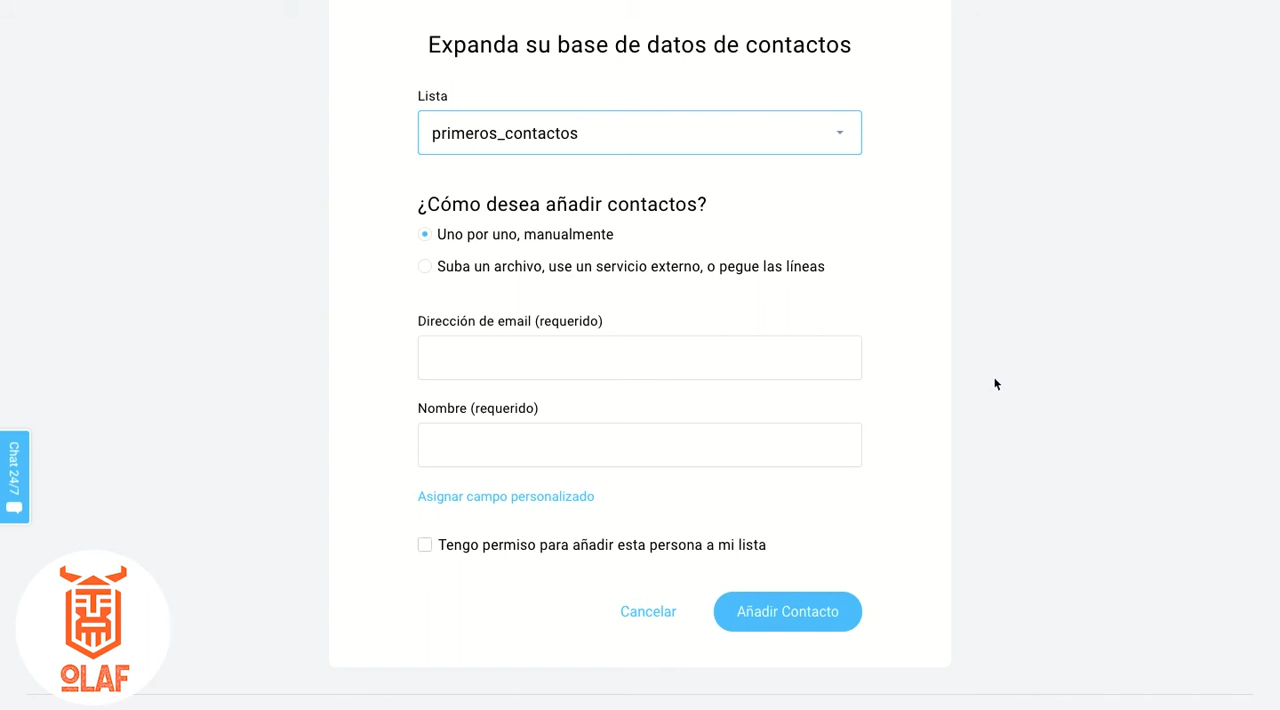 Expanda su base de datos de contactos
Lista
primeros_contactos
¿Cómo desea añadir contactos?
Uno por uno, manualmente
Suba un archivo, use un servicio externo, o pegue las líneas
Dirección de email (requerido)
Nombre (requerido)
Asignar campo personalizado
Tengo permiso para añadir esta persona a mi lista
Cancelar
Añadir Contacto
Chat 24/7
OLAF